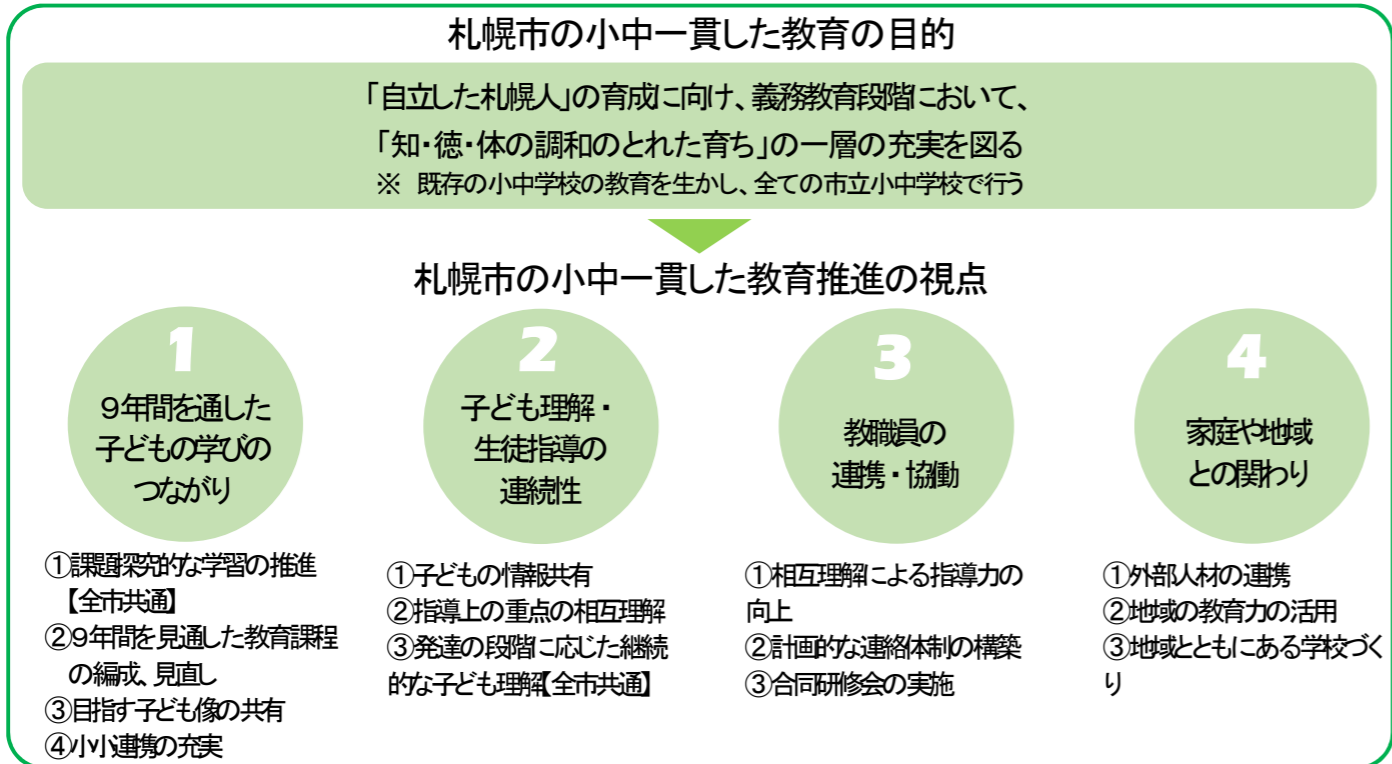 札幌市の小中一貫した教育の目的
「自立した札幌人」の育成に向け、義務教育段階において、
「知・徳・体の調和のとれた育ち」の一層の充実を図る
※ 既存の小中学校の教育を生かし、全ての市立小中学校で行う
札幌市の小中一貫した教育推進の視点
1
9年間を通した
子どもの学びの
つながり
①課題探究的な学習の推進
【全市共通】
②9年間を見通した教育課程
の編成、見直し
③目指す子ども像の共有
④小小連携の充実
2
子ども理解・
生徒指導の
連続性
①子どもの情報共有
②指導上の重点の相互理解
③発達の段階に応じた継続
的な子ども理解【全市共通】
3
教職員の
連携・協働
①相互理解による指導力の
向上
②計画的な連絡体制の構築
③合同研修会の実施
4
家庭や地域
との関わり
①外部人材の連携
②地域の教育力の活用
③地域とともにある学校づく
り